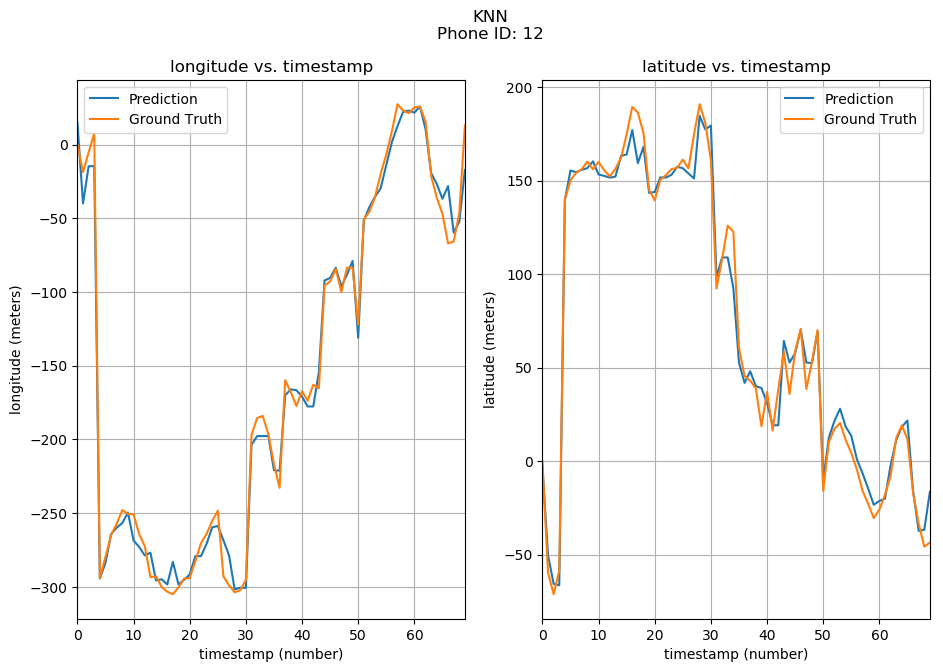 KNN
Phone ID: 12
longitude vs. timestamp
Prediction
Ground Truth
0
−50
−100
−150
−200
−250
−300
longitude (meters)
0 10 20 30 40 50 60
timestamp (number)
latitude vs. timestamp
Prediction
Ground Truth
200
150
100
50
0
−50
latitude (meters)
0 10 20 30 40 50 60
timestamp (number)